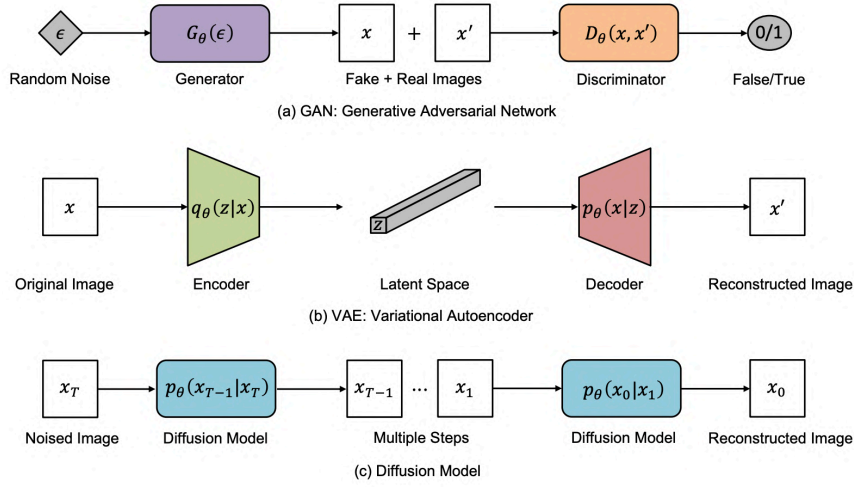 ϵ
G_θ(ϵ)
x
+
x′
D_θ(x, x′)
0/1
Random Noise
Generator
Fake + Real Images
Discriminator
False/True
(a) GAN: Generative Adversarial Network
x
q_θ(z|x)
z
p_θ(x|z)
x′
Original Image
Encoder
Latent Space
Decoder
Reconstructed Image
(b) VAE: Variational Autoencoder
x_T
p_θ(x_{T−1}|x_T)
x_{T−1}
...
x_1
p_θ(x_0|x_1)
x_0
Noised Image
Diffusion Model
Multiple Steps
Diffusion Model
Reconstructed Image
(c) Diffusion Model